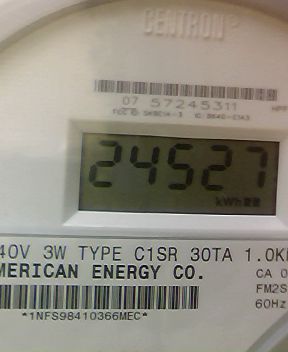 CENTRON®
07 57245311
24527
kWh
40V 3W TYPE C1SR 30TA 1.0K
MERICAN ENERGY CO.
CA 0
FM2S
60Hz
*1NFS98410366MEC*